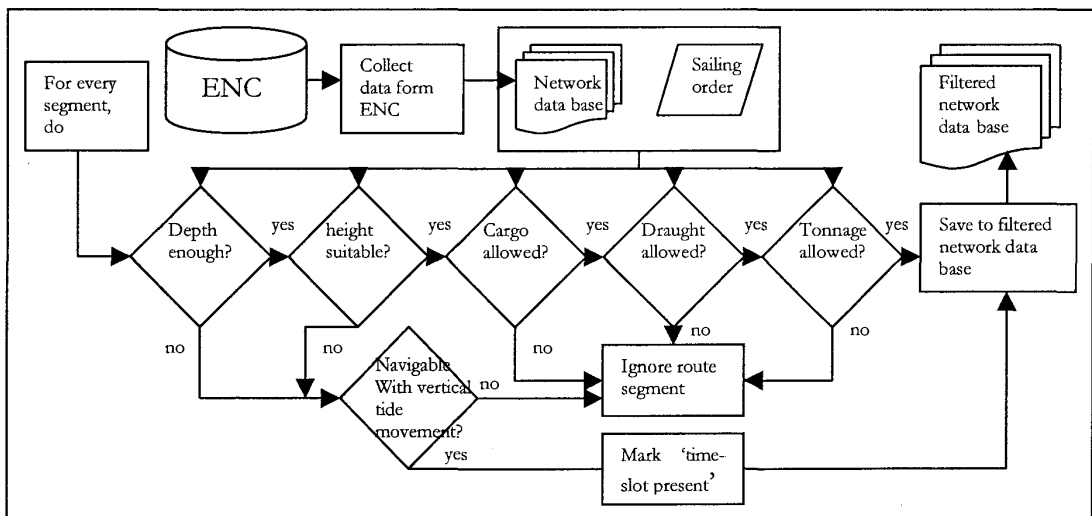 For every
segment,
do
ENC
Collect
data form
ENC
Network
data base
Sailing
order
Filtered
network
data base
Depth
enough?
yes
height
suitable?
yes
Cargo
allowed?
yes
Draught
allowed?
yes
Tonnage
allowed?
yes
Save to filtered
network data
base
no
no
no
no
no
Navigable
With vertical
tide
movement?
no
yes
Ignore route
segment
Mark 'time-
slot present'